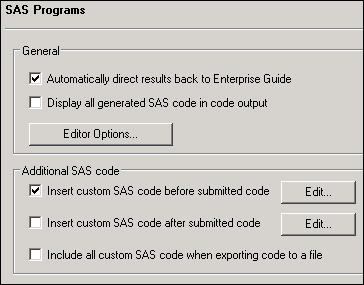 SAS Programs
General
Automatically direct results back to Enterprise Guide
Display all generated SAS code in code output
Editor Options...
Additional SAS code
Insert custom SAS code before submitted code Edit...
Insert custom SAS code after submitted code Edit...
Include all custom SAS code when exporting code to a file